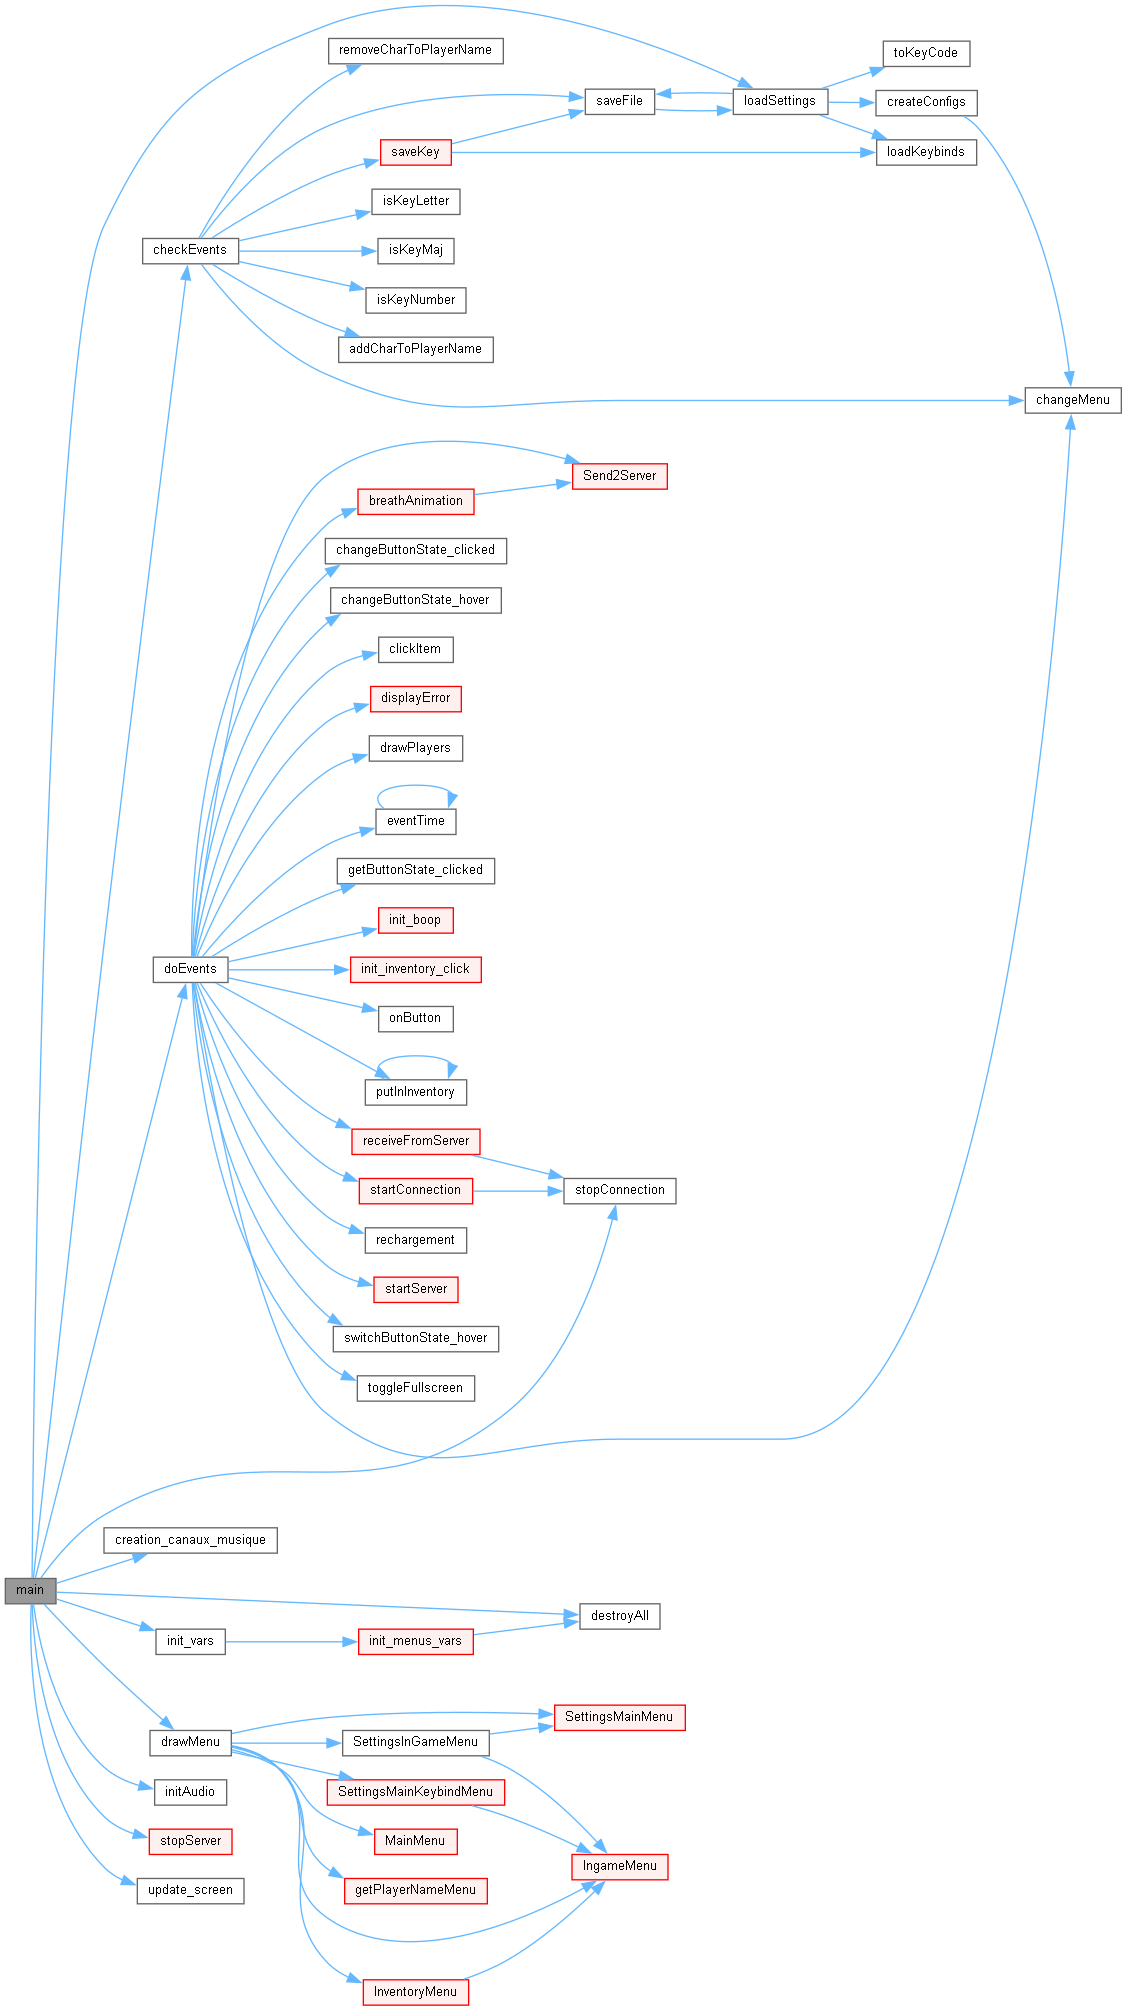 removeCharToPlayerName
toKeyCode
saveFile
loadSettings
createConfigs
saveKey
loadKeybinds
isKeyLetter
checkEvents
isKeyMaj
isKeyNumber
addCharToPlayerName
changeMenu
Send2Server
breathAnimation
changeButtonState_clicked
changeButtonState_hover
clickItem
displayError
drawPlayers
eventTime
getButtonState_clicked
init_boop
doEvents
init_inventory_click
onButton
putInInventory
receiveFromServer
startConnection
stopConnection
rechargement
startServer
switchButtonState_hover
toggleFullscreen
creation_canaux_musique
main
destroyAll
init_vars
init_menus_vars
SettingsMainMenu
drawMenu
SettingsInGameMenu
initAudio
SettingsMainKeybindMenu
stopServer
MainMenu
IngameMenu
update_screen
getPlayerNameMenu
InventoryMenu